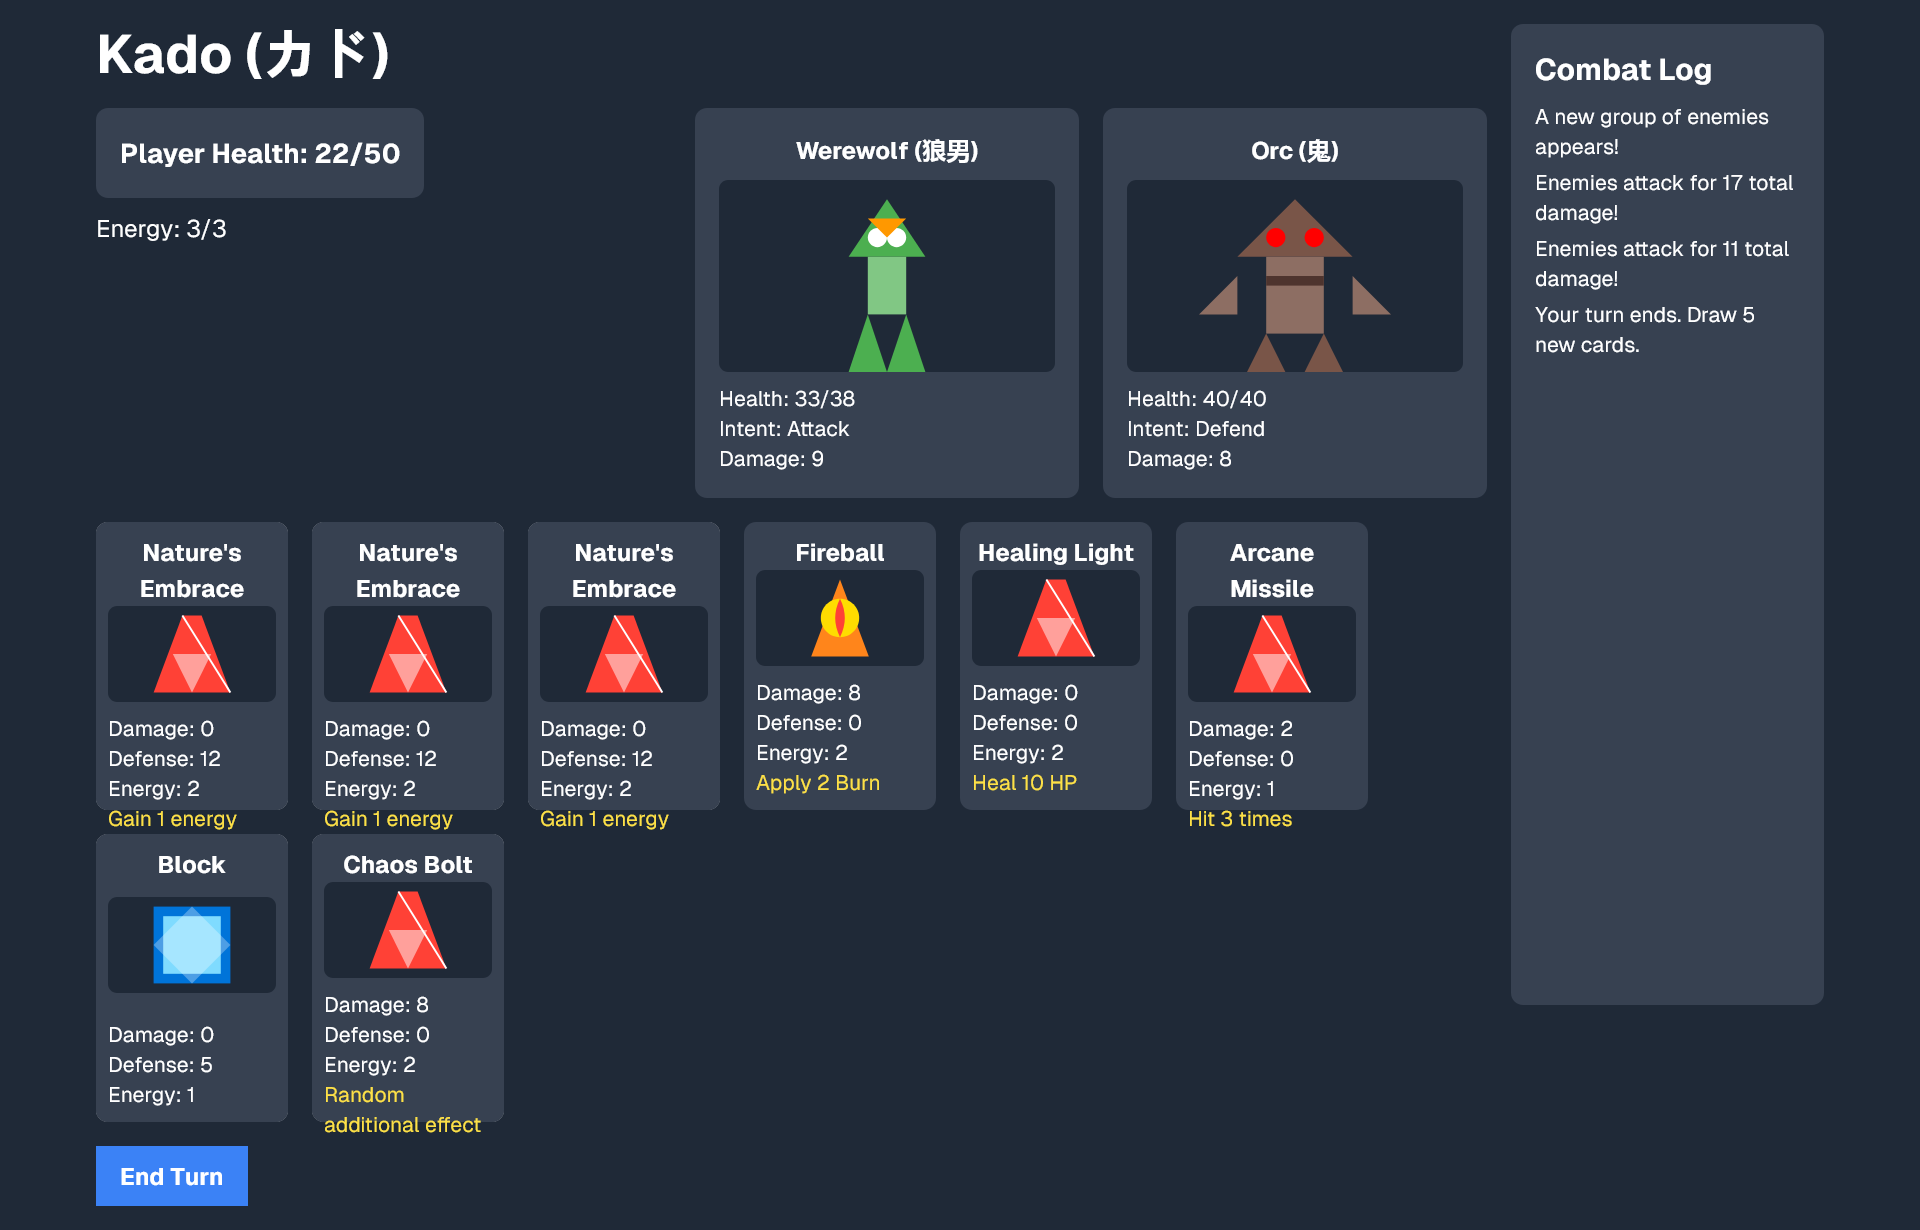 Kado (カド)
Player Health: 22/50
Energy: 3/3
Werewolf (狼男)
Health: 33/38
Intent: Attack
Damage: 9
Orc (鬼)
Health: 40/40
Intent: Defend
Damage: 8
Combat Log
A new group of enemies
appears!
Enemies attack for 17 total
damage!
Enemies attack for 11 total
damage!
Your turn ends. Draw 5
new cards.
Nature's
Embrace
Damage: 0
Defense: 12
Energy: 2
Gain 1 energy
Nature's
Embrace
Damage: 0
Defense: 12
Energy: 2
Gain 1 energy
Nature's
Embrace
Damage: 0
Defense: 12
Energy: 2
Gain 1 energy
Fireball
Damage: 8
Defense: 0
Energy: 2
Apply 2 Burn
Healing Light
Damage: 0
Defense: 0
Energy: 2
Heal 10 HP
Arcane
Missile
Damage: 2
Defense: 0
Energy: 1
Hit 3 times
Block
Damage: 0
Defense: 5
Energy: 1
Chaos Bolt
Damage: 8
Defense: 0
Energy: 2
Random
additional effect
End Turn